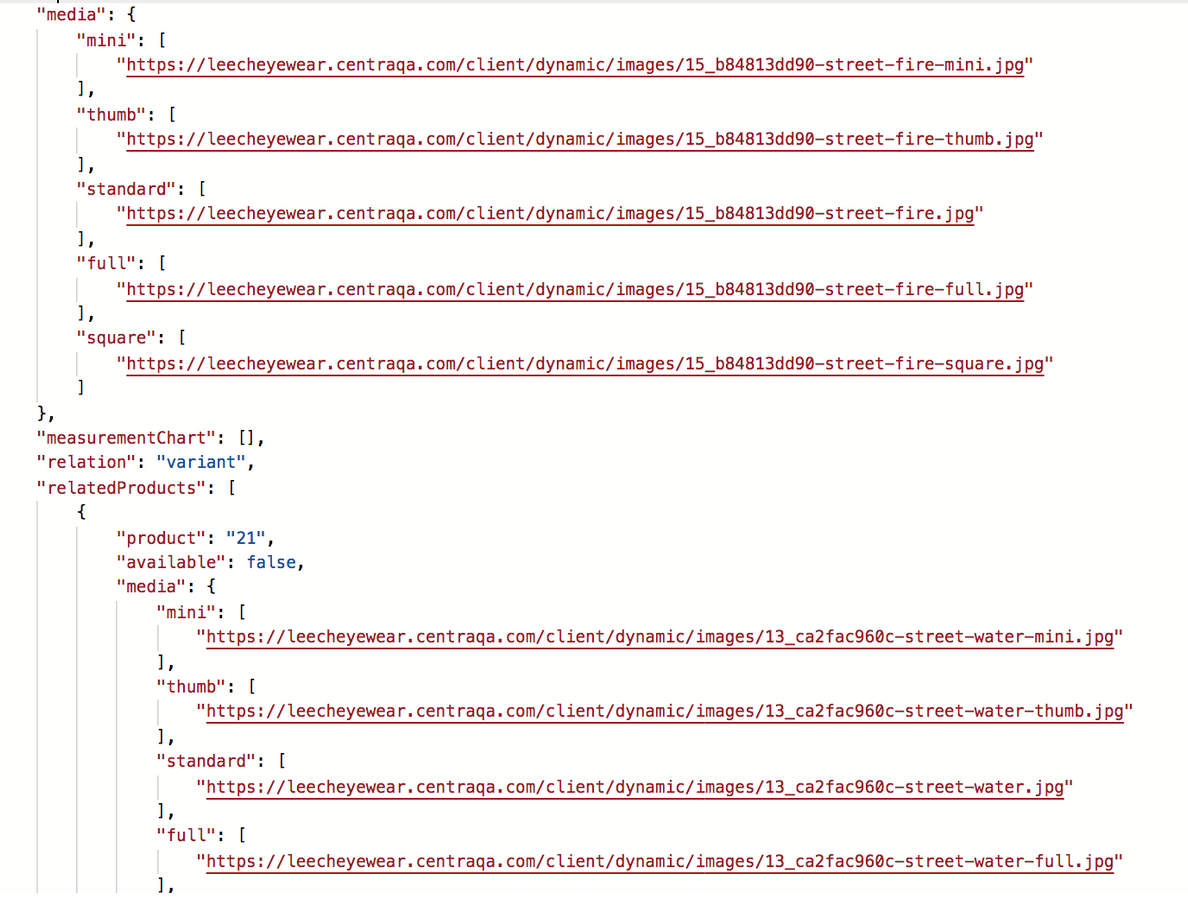 "media": {
"mini": [
"https://leecheyewear.centraqa.com/client/dynamic/images/15_b84813dd90-street-fire-mini.jpg"
],
"thumb": [
"https://leecheyewear.centraqa.com/client/dynamic/images/15_b84813dd90-street-fire-thumb.jpg"
],
"standard": [
"https://leecheyewear.centraqa.com/client/dynamic/images/15_b84813dd90-street-fire.jpg"
],
"full": [
"https://leecheyewear.centraqa.com/client/dynamic/images/15_b84813dd90-street-fire-full.jpg"
],
"square": [
"https://leecheyewear.centraqa.com/client/dynamic/images/15_b84813dd90-street-fire-square.jpg"
]
},
"measurementChart": [],
"relation": "variant",
"relatedProducts": [
{
"product": "21",
"available": false,
"media": {
"mini": [
"https://leecheyewear.centraqa.com/client/dynamic/images/13_ca2fac960c-street-water-mini.jpg"
],
"thumb": [
"https://leecheyewear.centraqa.com/client/dynamic/images/13_ca2fac960c-street-water-thumb.jpg"
],
"standard": [
"https://leecheyewear.centraqa.com/client/dynamic/images/13_ca2fac960c-street-water.jpg"
],
"full": [
"https://leecheyewear.centraqa.com/client/dynamic/images/13_ca2fac960c-street-water-full.jpg"
],